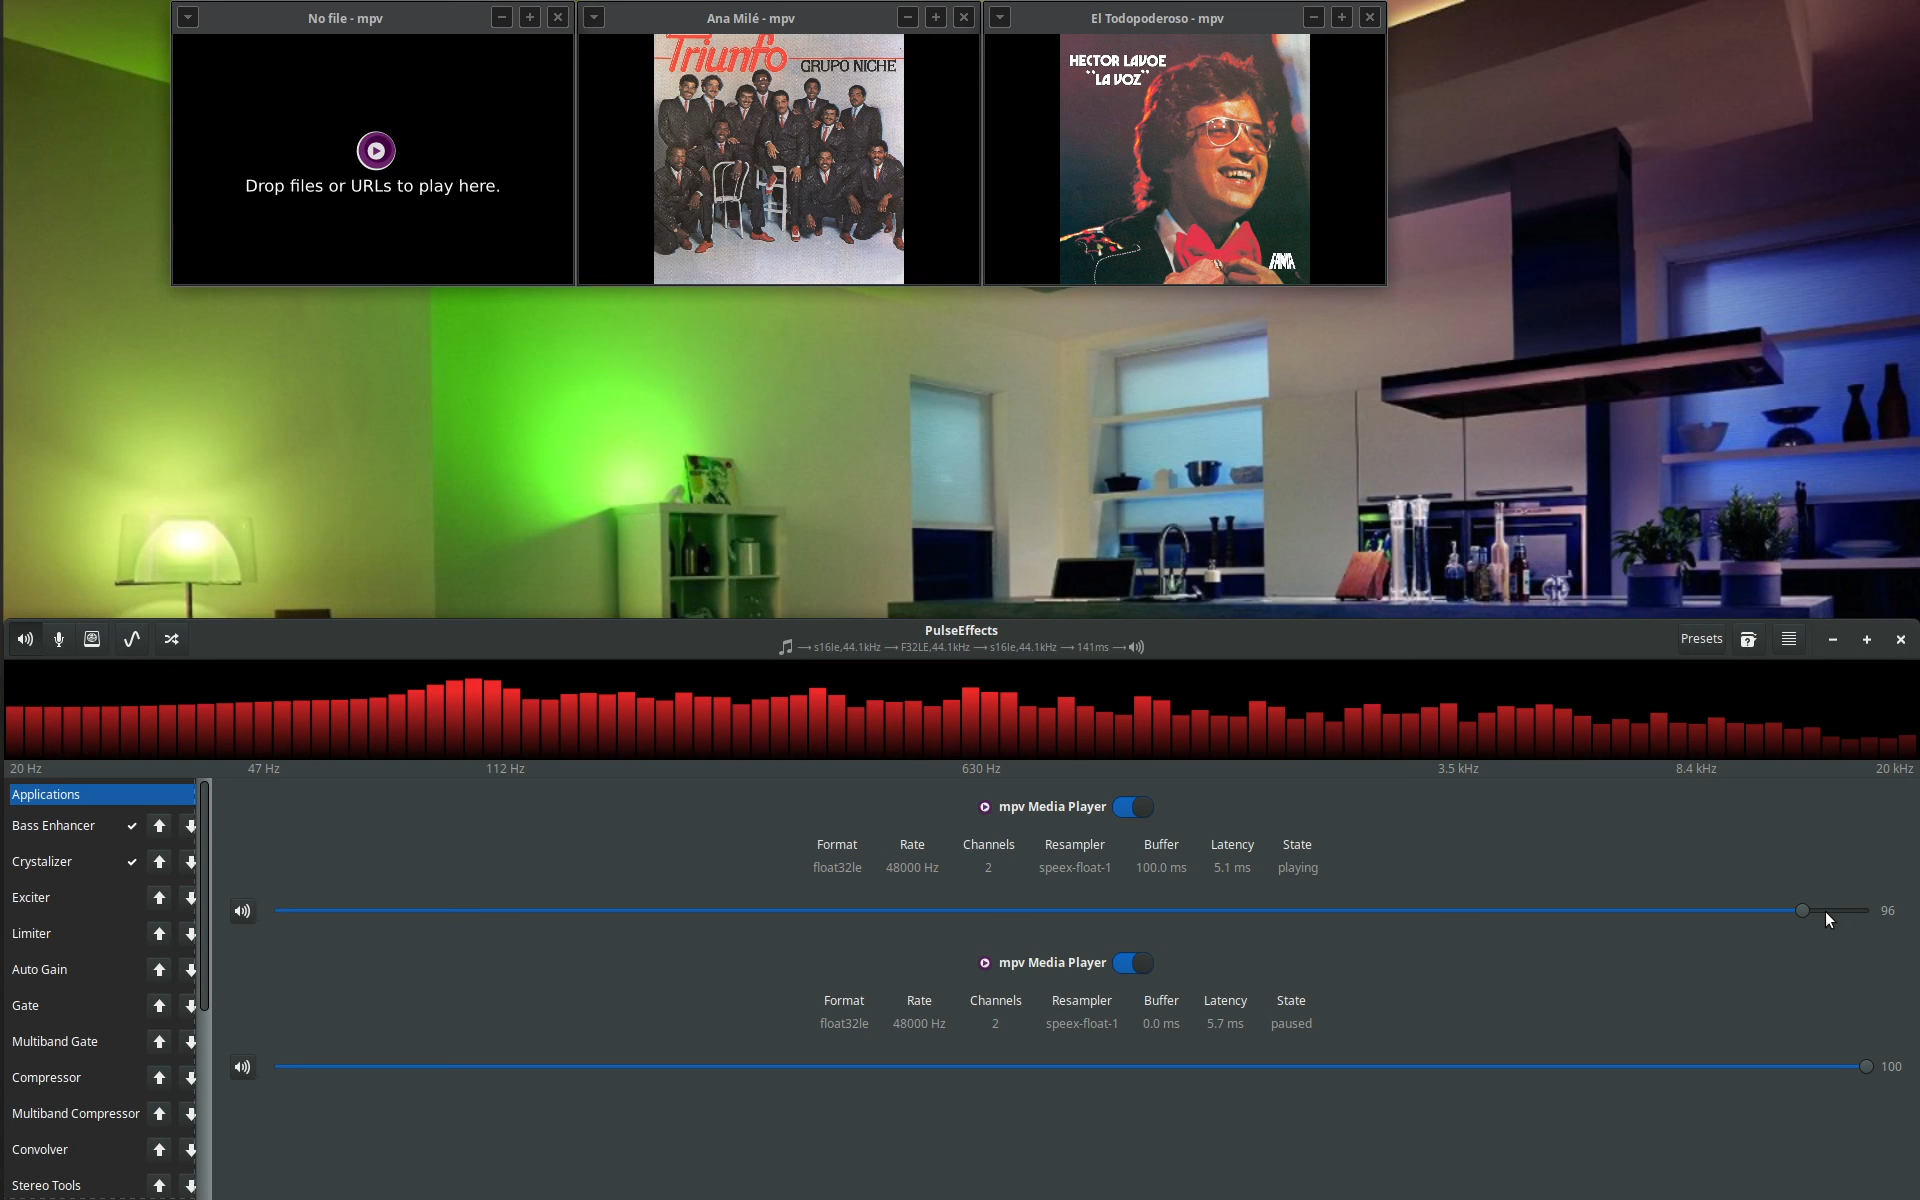 No file - mpv
Drop files or URLs to play here.
Ana Milé - mpv
Triunfo
GRUPO NICHE
El Todopoderoso - mpv
HECTOR LAVOE
"LA VOZ"
FANIA
PulseEffects
s16le,44.1kHz F32LE,44.1kHz s16le,44.1kHz 141ms
Presets
20 Hz 47 Hz 112 Hz 630 Hz 3.5 kHz 8.4 kHz 20 kHz
Applications
Bass Enhancer
Crystalizer
Exciter
Limiter
Auto Gain
Gate
Multiband Gate
Compressor
Multiband Compressor
Convolver
Stereo Tools
mpv Media Player
Format Rate Channels Resampler Buffer Latency State
float32le 48000 Hz 2 speex-float-1 100.0 ms 5.1 ms playing
96
mpv Media Player
Format Rate Channels Resampler Buffer Latency State
float32le 48000 Hz 2 speex-float-1 0.0 ms 5.7 ms paused
100